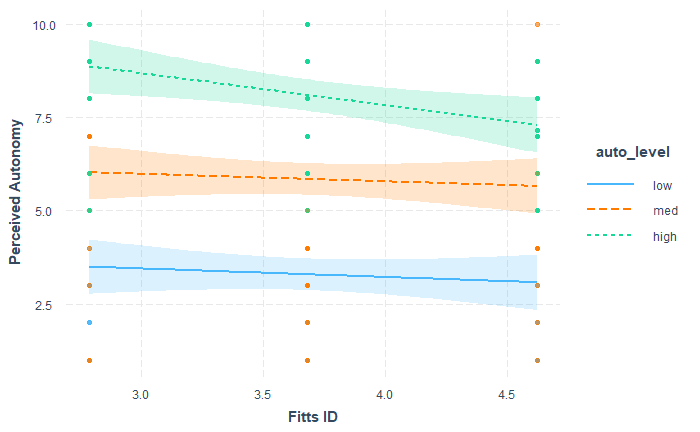 10.0
7.5
5.0
2.5
Perceived Autonomy
3.0 3.5 4.0 4.5
Fitts ID
auto_level
low
med
high